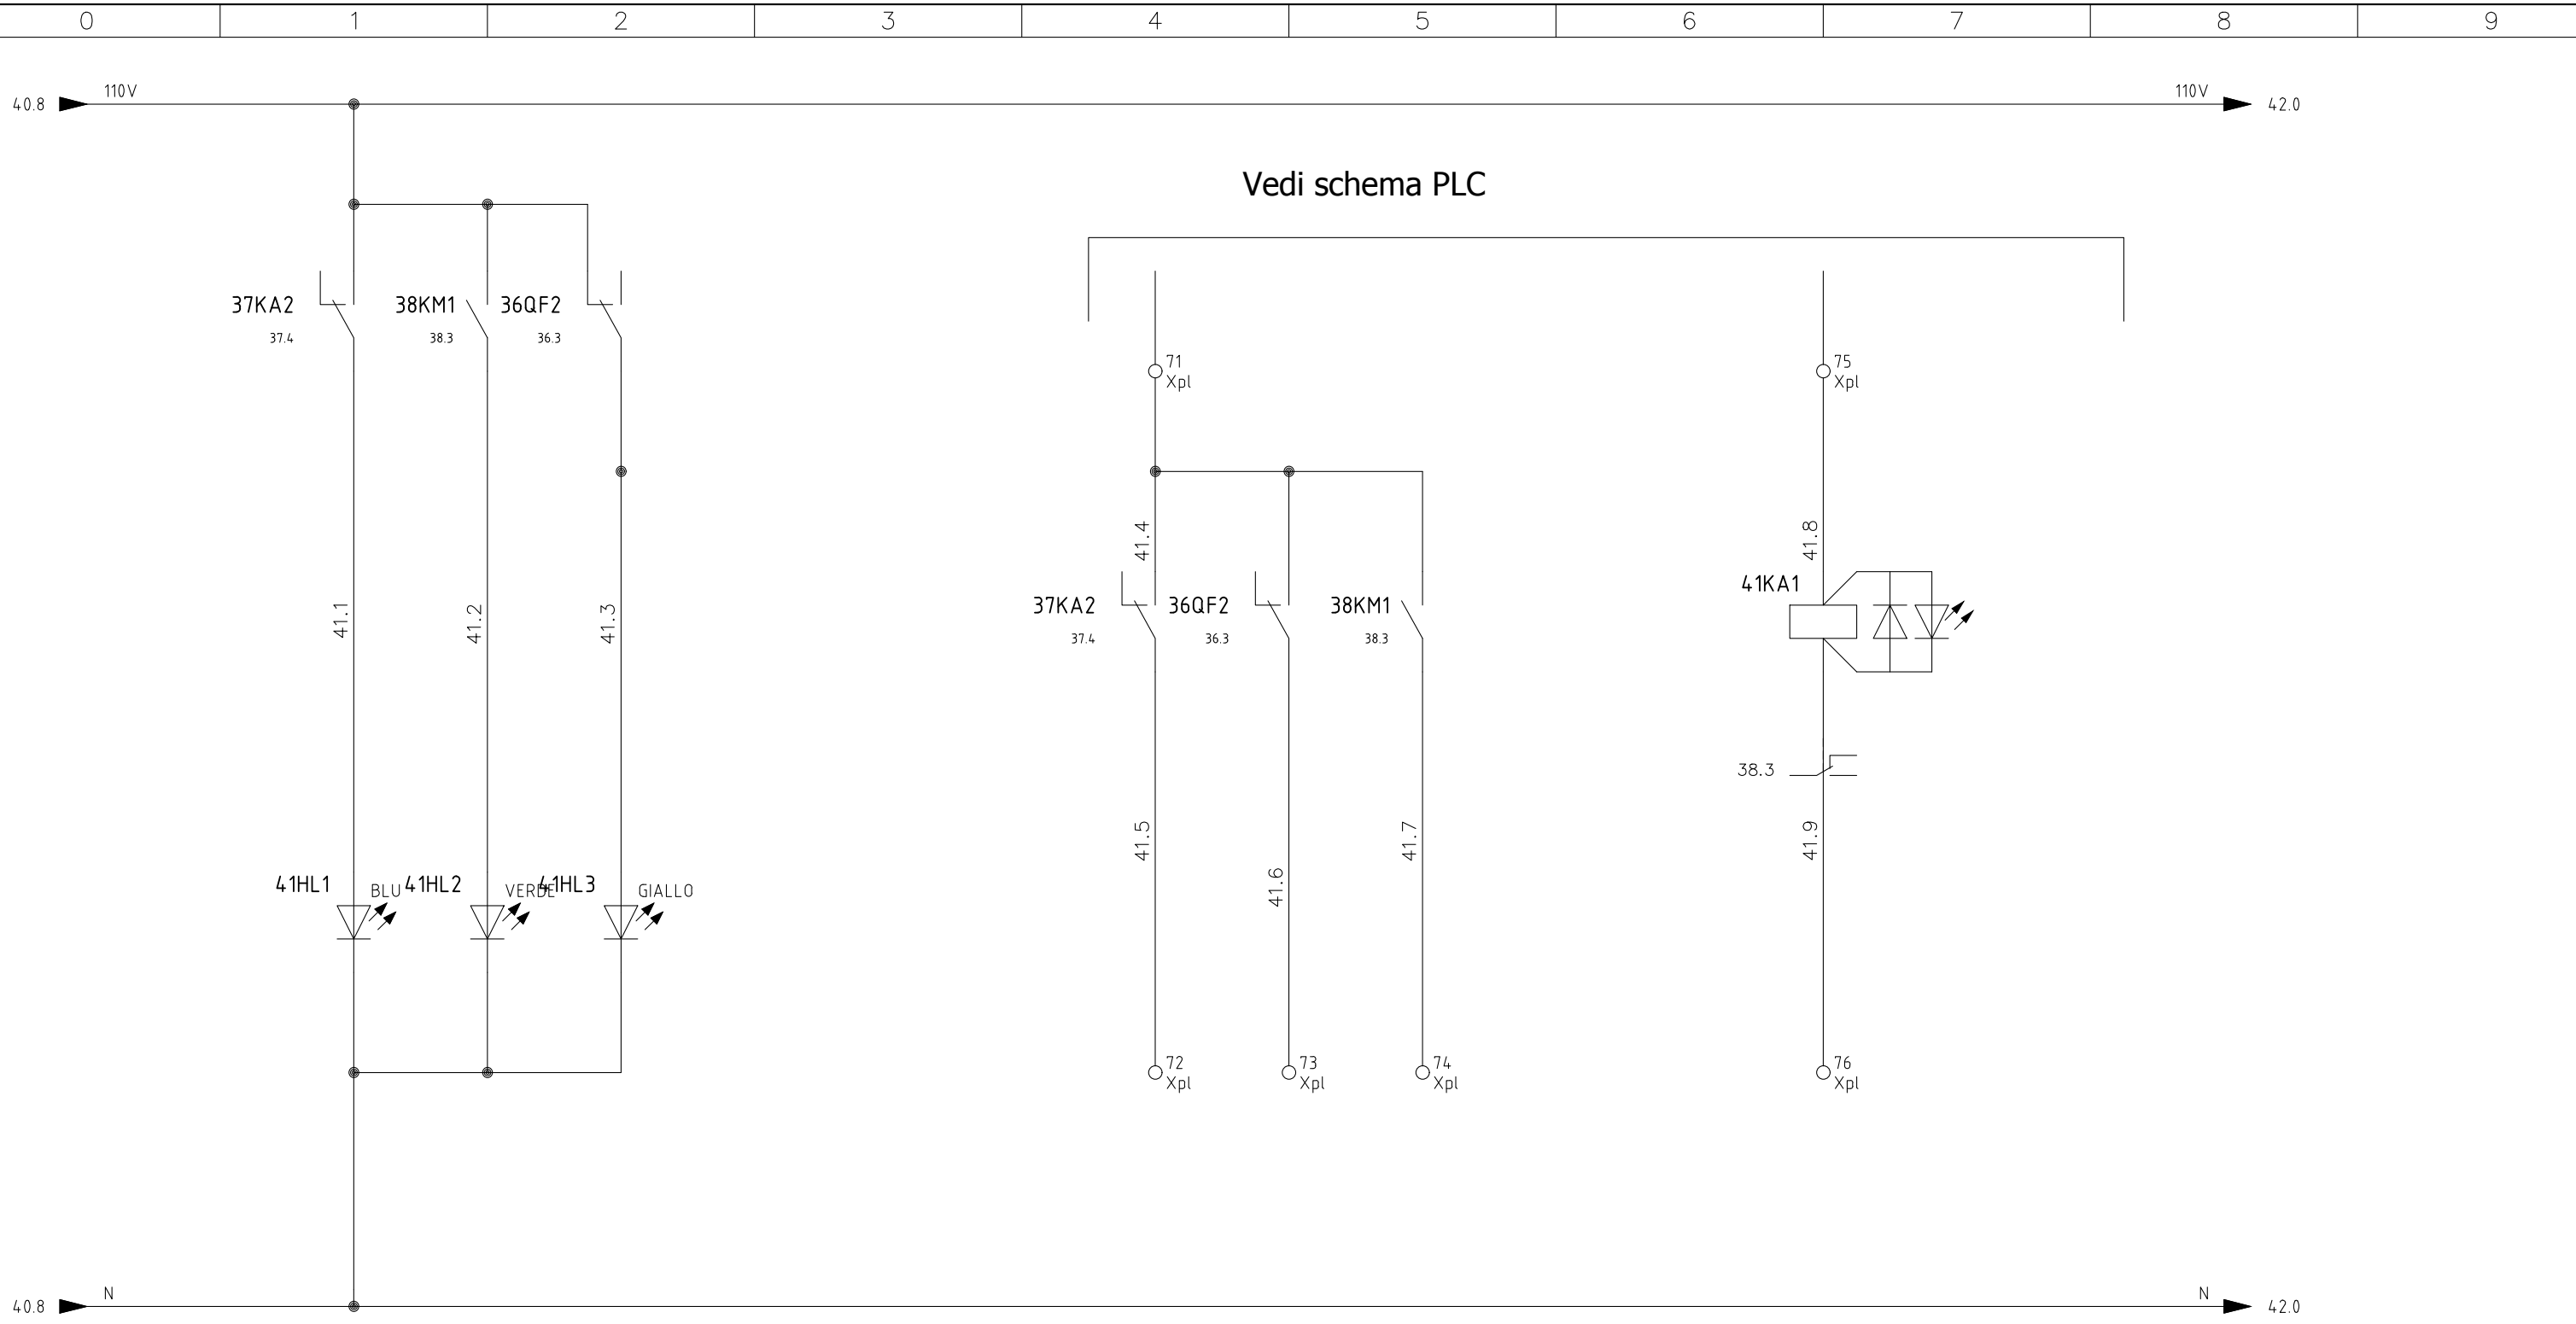 0 1 2 3 4 5 6 7 8 9
110V 110V
40.8 42.0
Vedi schema PLC
37KA2 38KM1 36QF2
37.4 38.3 36.3
71 75
Xpl Xpl
41.4 41.8
41KA1
37KA2 36QF2 38KM1
41.1 41.2 41.3
37.4 36.3 38.3
38.3
41.5 41.7 41.9
41.6
41HL1 BLU 41HL2 VERDE 41HL3 GIALLO
72 73 74 76
Xpl Xpl Xpl Xpl
N N
40.8 42.0